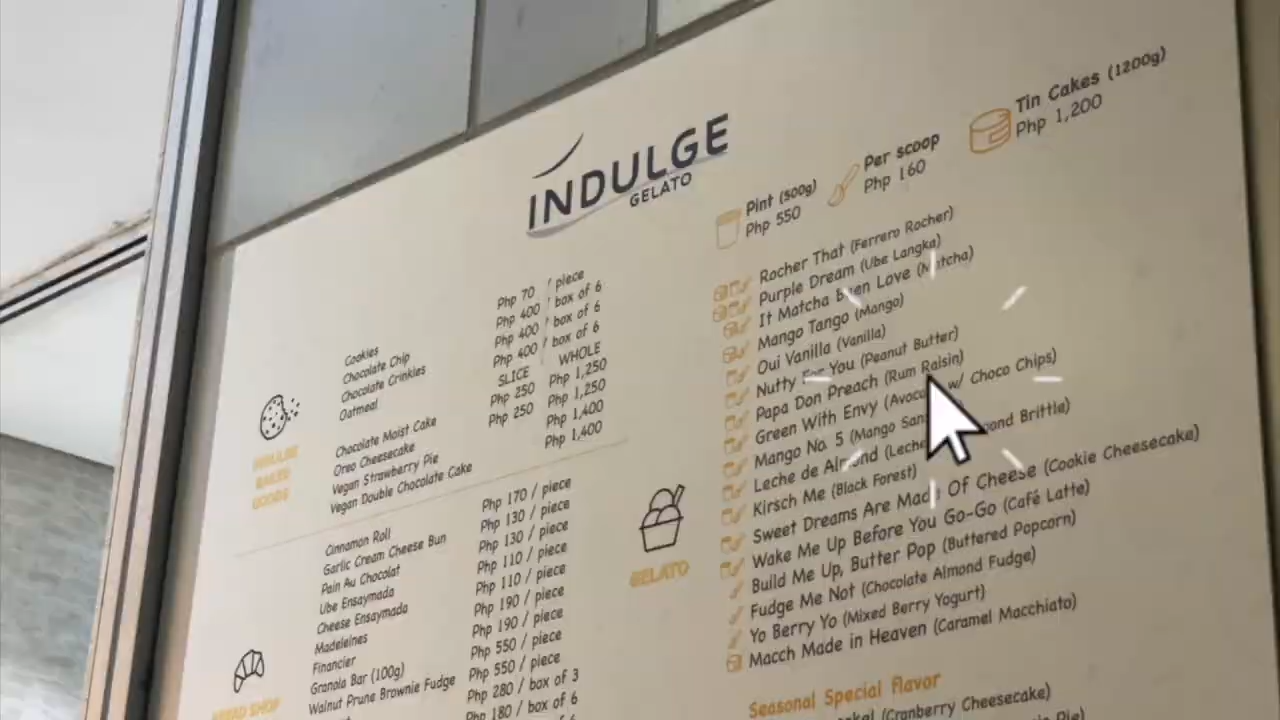 INDULGE
GELATO
Pint (500g)
Php 550
Per scoop
Php 160
Tin Cakes (1200g)
Php 1,200
Cookies
Chocolate Chip
Chocolate Crinkles
Oatmeal
Php 70 / piece
Php 400 / box of 6
Php 400 / box of 6
Php 400 / box of 6
SLICE WHOLE
Php 250 Php 1,250
Php 250 Php 1,250
Php 1,400
Php 1,400
INDULGE
BAKED
GOODS
Chocolate Moist Cake
Oreo Cheesecake
Vegan Strawberry Pie
Vegan Double Chocolate Cake
Cinnamon Roll
Garlic Cream Cheese Bun
Pain Au Chocolat
Ube Ensaymada
Cheese Ensaymada
Madeleines
Financier
Granola Bar (100g)
Walnut Prune Brownie Fudge
Php 170 / piece
Php 130 / piece
Php 130 / piece
Php 110 / piece
Php 110 / piece
Php 190 / piece
Php 190 / piece
Php 550 / piece
Php 550 / piece
Php 280 / box of 3
Php 180 / box of 6
BREAD SHOP
GELATO
Rocher That (Ferrero Rocher)
Purple Dream (Ube Langka)
It Matcha Been Love (Matcha)
Mango Tango (Mango)
Oui Vanilla (Vanilla)
Nutty For You (Peanut Butter)
Papa Don Preach (Rum Raisin)
Green With Envy (Avocado w/ Choco Chips)
Mango No. 5 (Mango
Leche de Almond (Leche Brittle)
Kirsch Me (Black Forest)
Sweet Dreams Are Made Of Cheese (Cookie Cheesecake)
Wake Me Up Before You Go-Go (Café Latte)
Build Me Up, Butter Pop (Buttered Popcorn)
Fudge Me Not (Chocolate Almond Fudge)
Yo Berry Yo (Mixed Berry Yogurt)
Macch Made in Heaven (Caramel Macchiato)
Seasonal Special flavor
(Cranberry Cheesecake)
Pie)